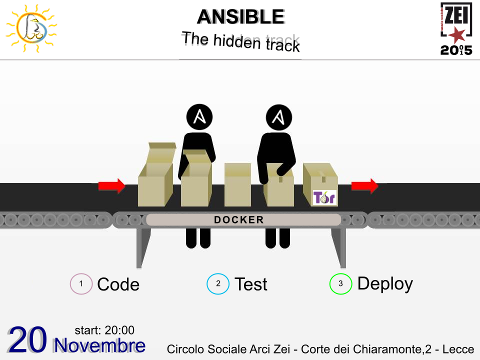 ANSIBLE
The hidden track
ZEI
2015
Tor
DOCKER
1 Code
2 Test
3 Deploy
start: 20:00
20 Novembre
Circolo Sociale Arci Zei - Corte dei Chiaramonte,2 - Lecce